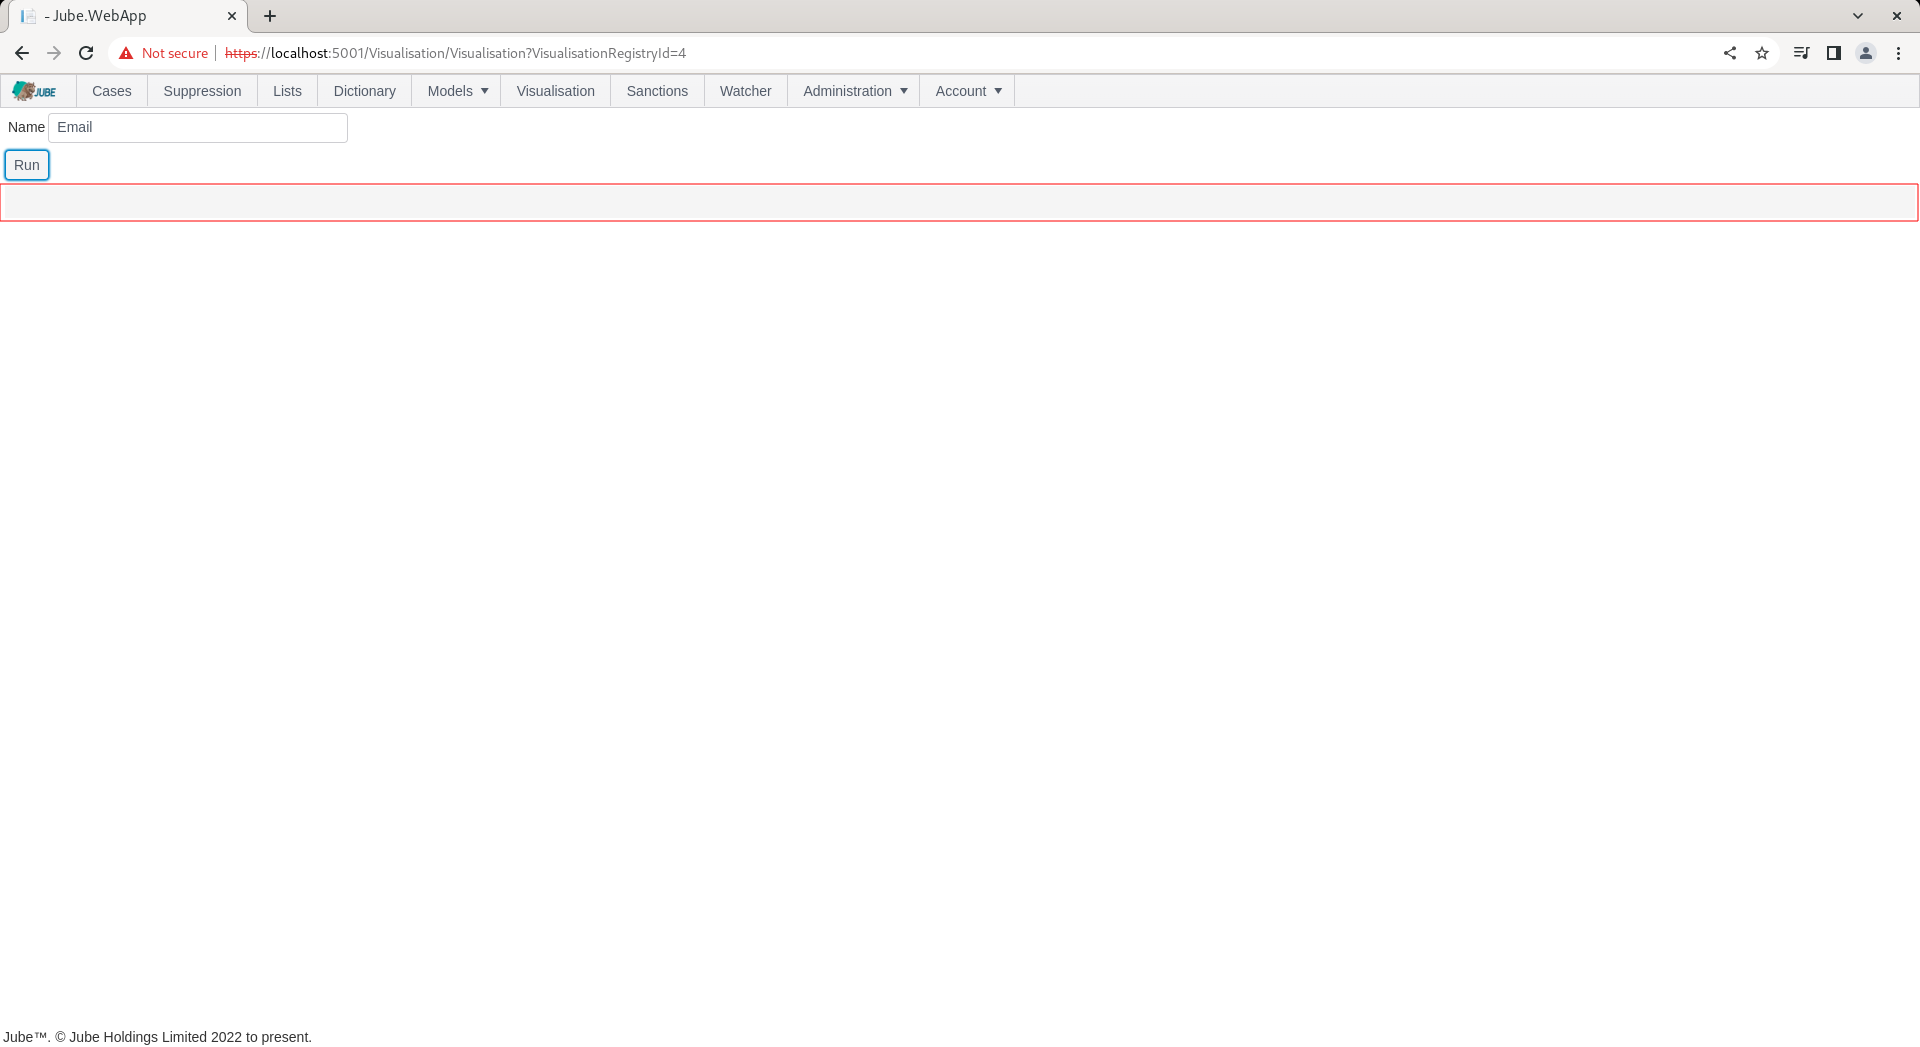 - Jube.WebApp
Not secure https://localhost:5001/Visualisation/Visualisation?VisualisationRegistryId=4
JUBE Cases Suppression Lists Dictionary Models Visualisation Sanctions Watcher Administration Account
Name Email
Run
Jube™. © Jube Holdings Limited 2022 to present.